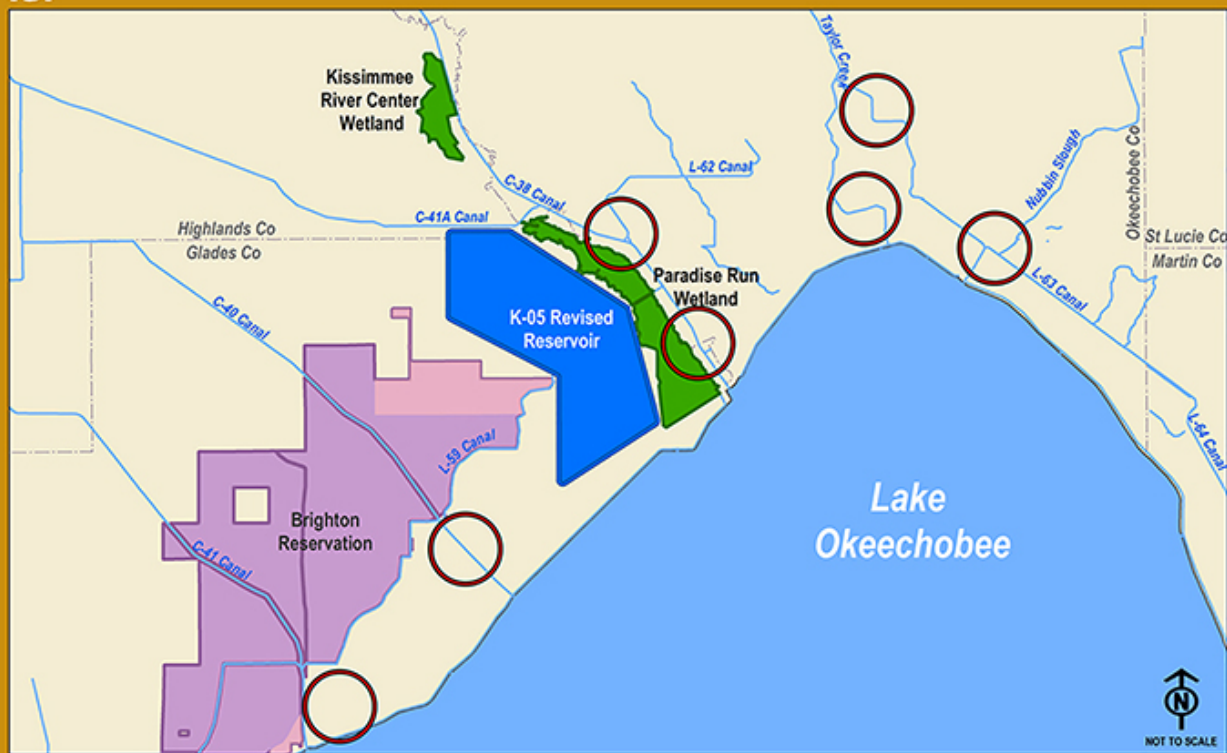 Taylor Creek
Kissimmee
River Center
Wetland
Nubbin Slough
Okeechobee Co
L-62 Canal
C-38 Canal
C-41A Canal
Highlands Co
Glades Co
St Lucie Co
Martin Co
Paradise Run
Wetland
L-63 Canal
C-40 Canal
K-05 Revised
Reservoir
L-59 Canal
L-64 Canal
Lake
Okeechobee
Brighton
Reservation
C-41 Canal
N
NOT TO SCALE